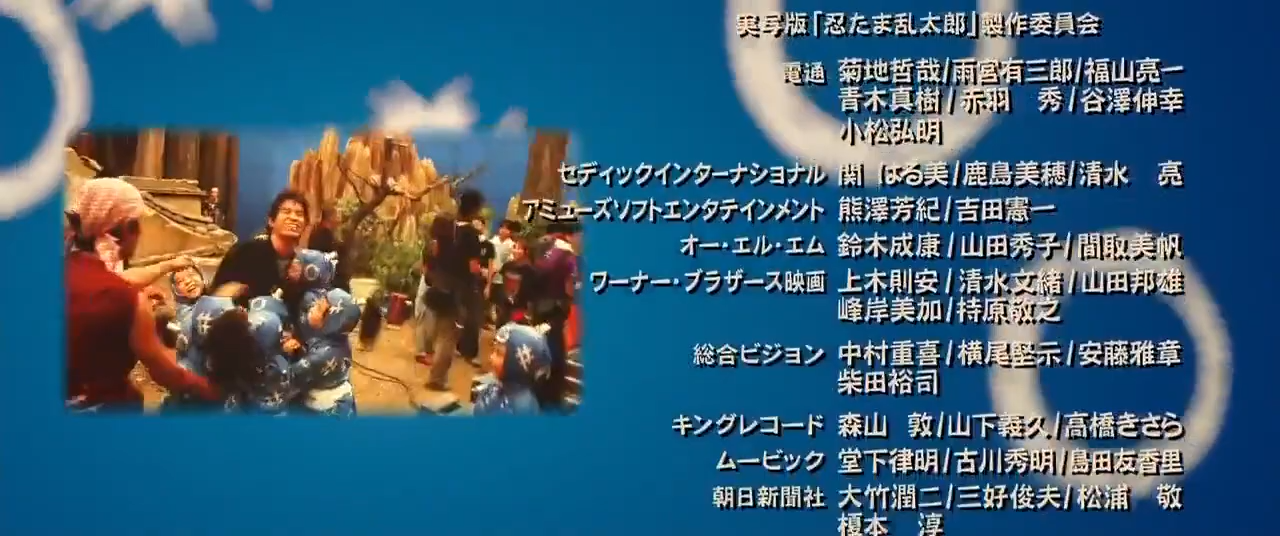 実写版「忍たま乱太郎」製作委員会
電通 菊地哲哉/雨宮有三郎/福山亮一
青木真樹/赤羽 秀/谷澤伸幸
小松弘明
セディックインターナショナル 関 はる美/鹿島美穂/清水 亮
アミューズソフトエンタテインメント 熊澤芳紀/吉田憲一
オー・エル・エム 鈴木成康/山田秀子/間取美帆
ワーナー・ブラザース映画 上木則安/清水文緒/山田邦雄
峰岸美加/持原敏之
総合ビジョン 中村重喜/横尾堅示/安藤雅章
柴田裕司
キングレコード 森山 敦/山下義久/高橋きさら
ムービック 堂下律明/古川秀明/島田友香里
朝日新聞社 大竹潤二/三好俊夫/松浦 敬
榎本 淳